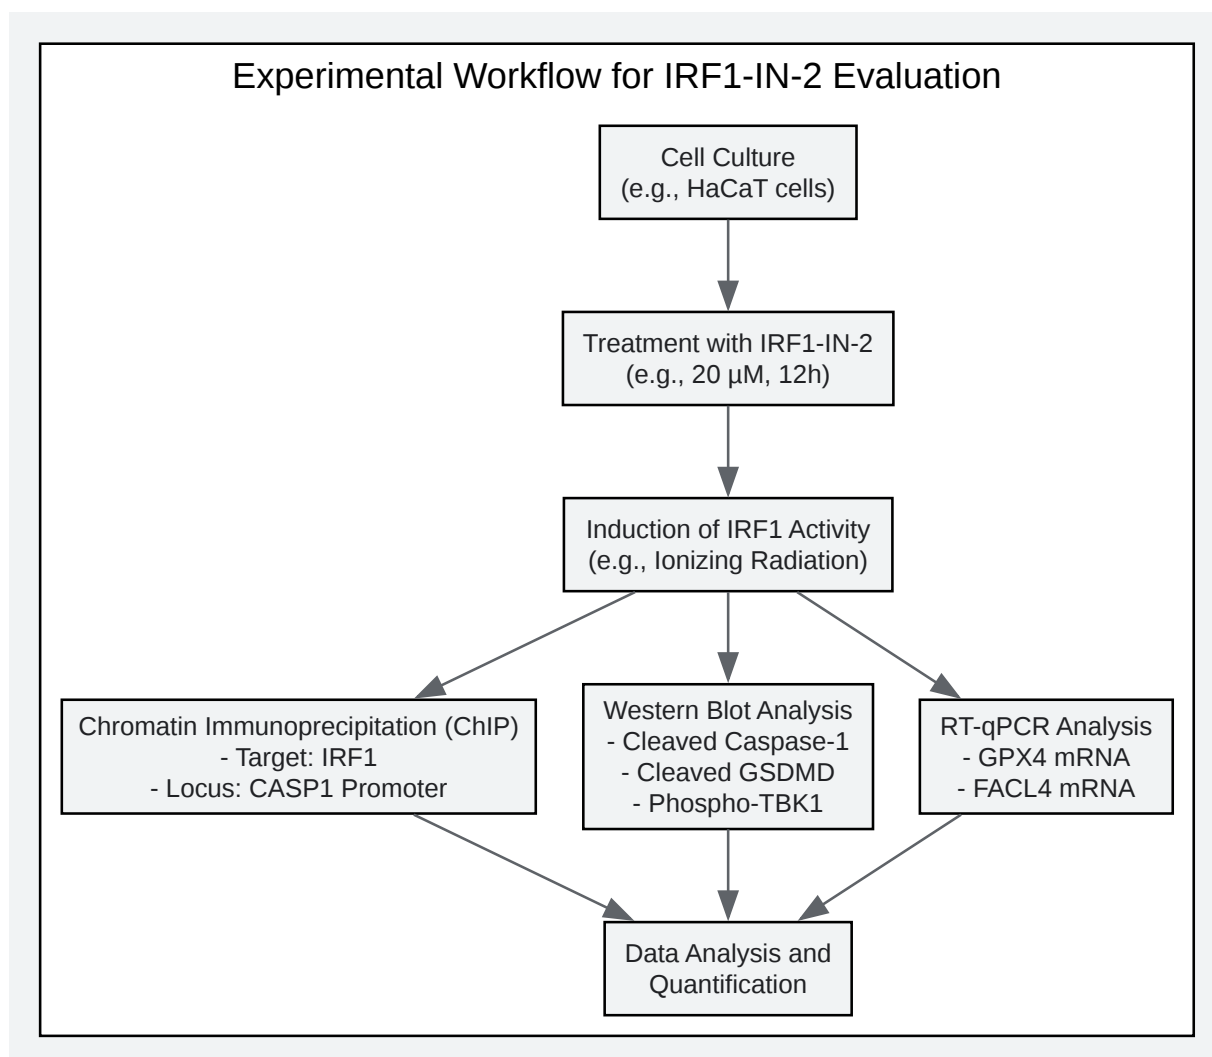 Experimental Workflow for IRF1-IN-2 Evaluation
Cell Culture
(e.g., HaCaT cells)
Treatment with IRF1-IN-2
(e.g., 20 µM, 12h)
Induction of IRF1 Activity
(e.g., Ionizing Radiation)
Chromatin Immunoprecipitation (ChIP)
- Target: IRF1
- Locus: CASP1 Promoter
Western Blot Analysis
- Cleaved Caspase-1
- Cleaved GSDMD
- Phospho-TBK1
RT-qPCR Analysis
- GPX4 mRNA
- FACL4 mRNA
Data Analysis and
Quantification